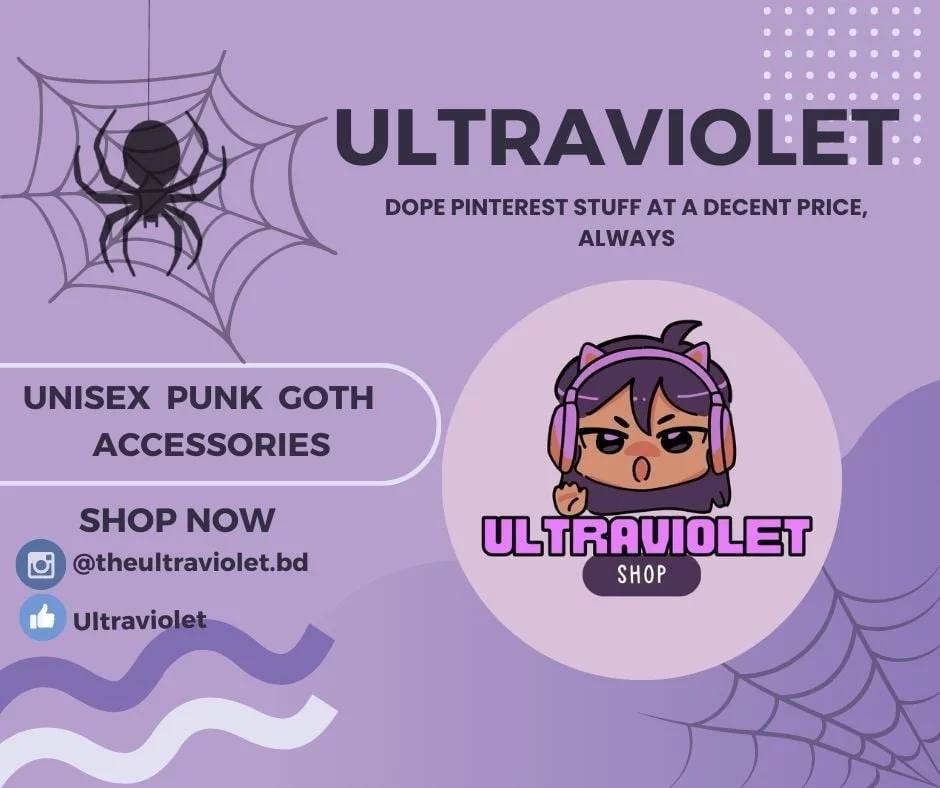 ULTRAVIOLET
DOPE PINTEREST STUFF AT A DECENT PRICE,
ALWAYS
UNISEX PUNK GOTH
ACCESSORIES
SHOP NOW
@theultraviolet.bd
Ultraviolet
ULTRAVIOLET
SHOP